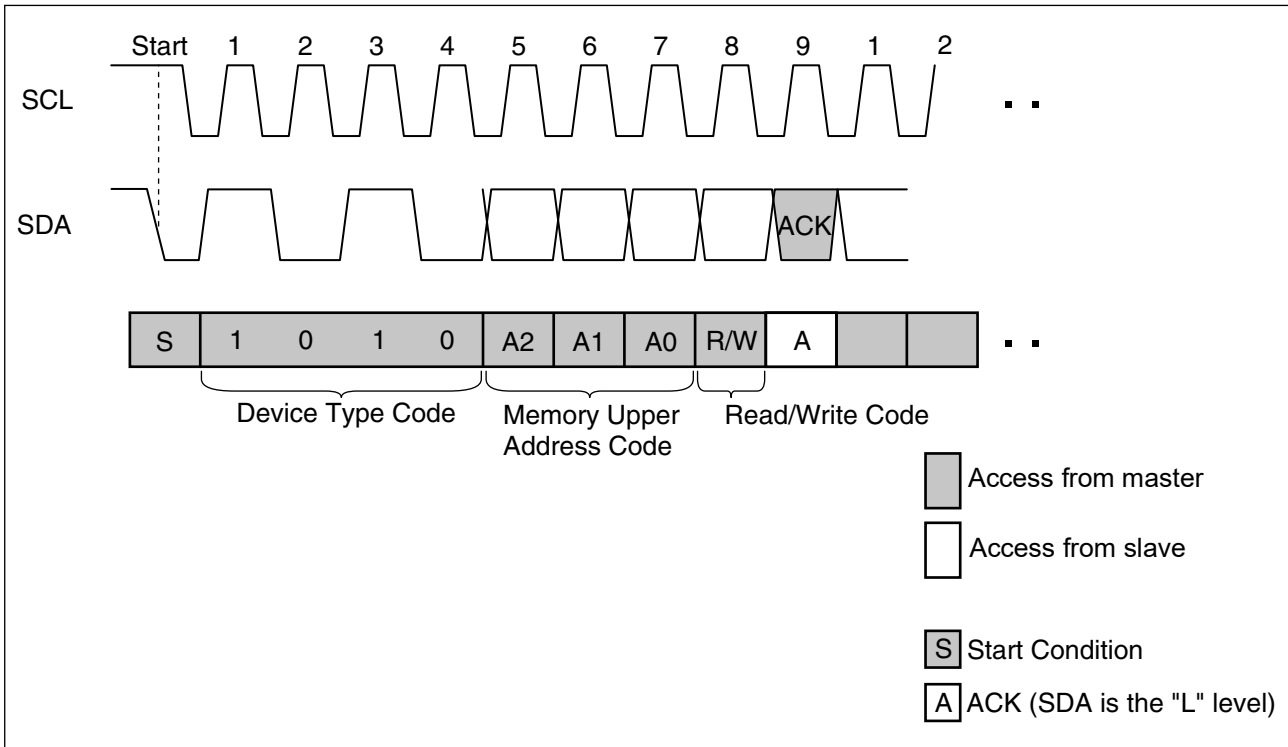 Start 1 2 3 4 5 6 7 8 9 1 2
SCL
SDA
ACK
S 1 0 1 0 A2 A1 A0 R/W A
Device Type Code
Memory Upper
Address Code
Read/Write Code
Access from master
Access from slave
S Start Condition
A ACK (SDA is the "L" level)